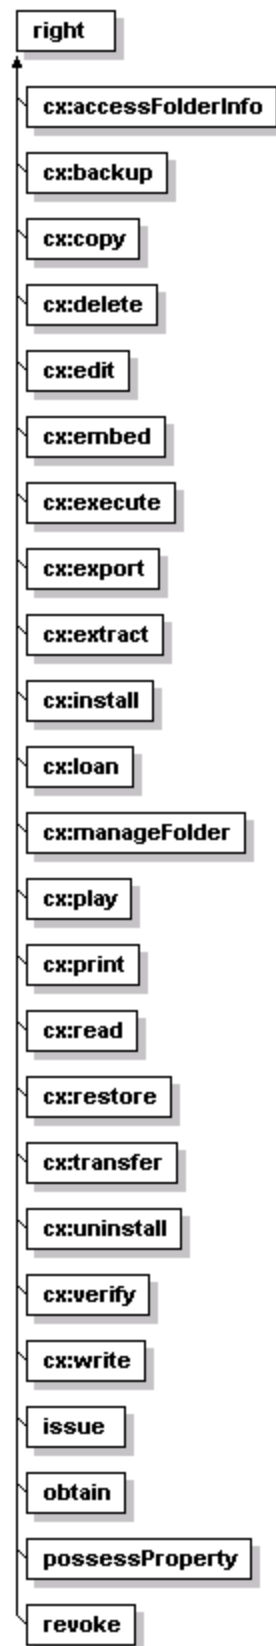 right
cx:accessFolderInfo
cx:backup
cx:copy
cx:delete
cx:edit
cx:embed
cx:execute
cx:export
cx:extract
cx:install
cx:loan
cx:manageFolder
cx:play
cx:print
cx:read
cx:restore
cx:transfer
cx:uninstall
cx:verify
cx:write
issue
obtain
possessProperty
revoke